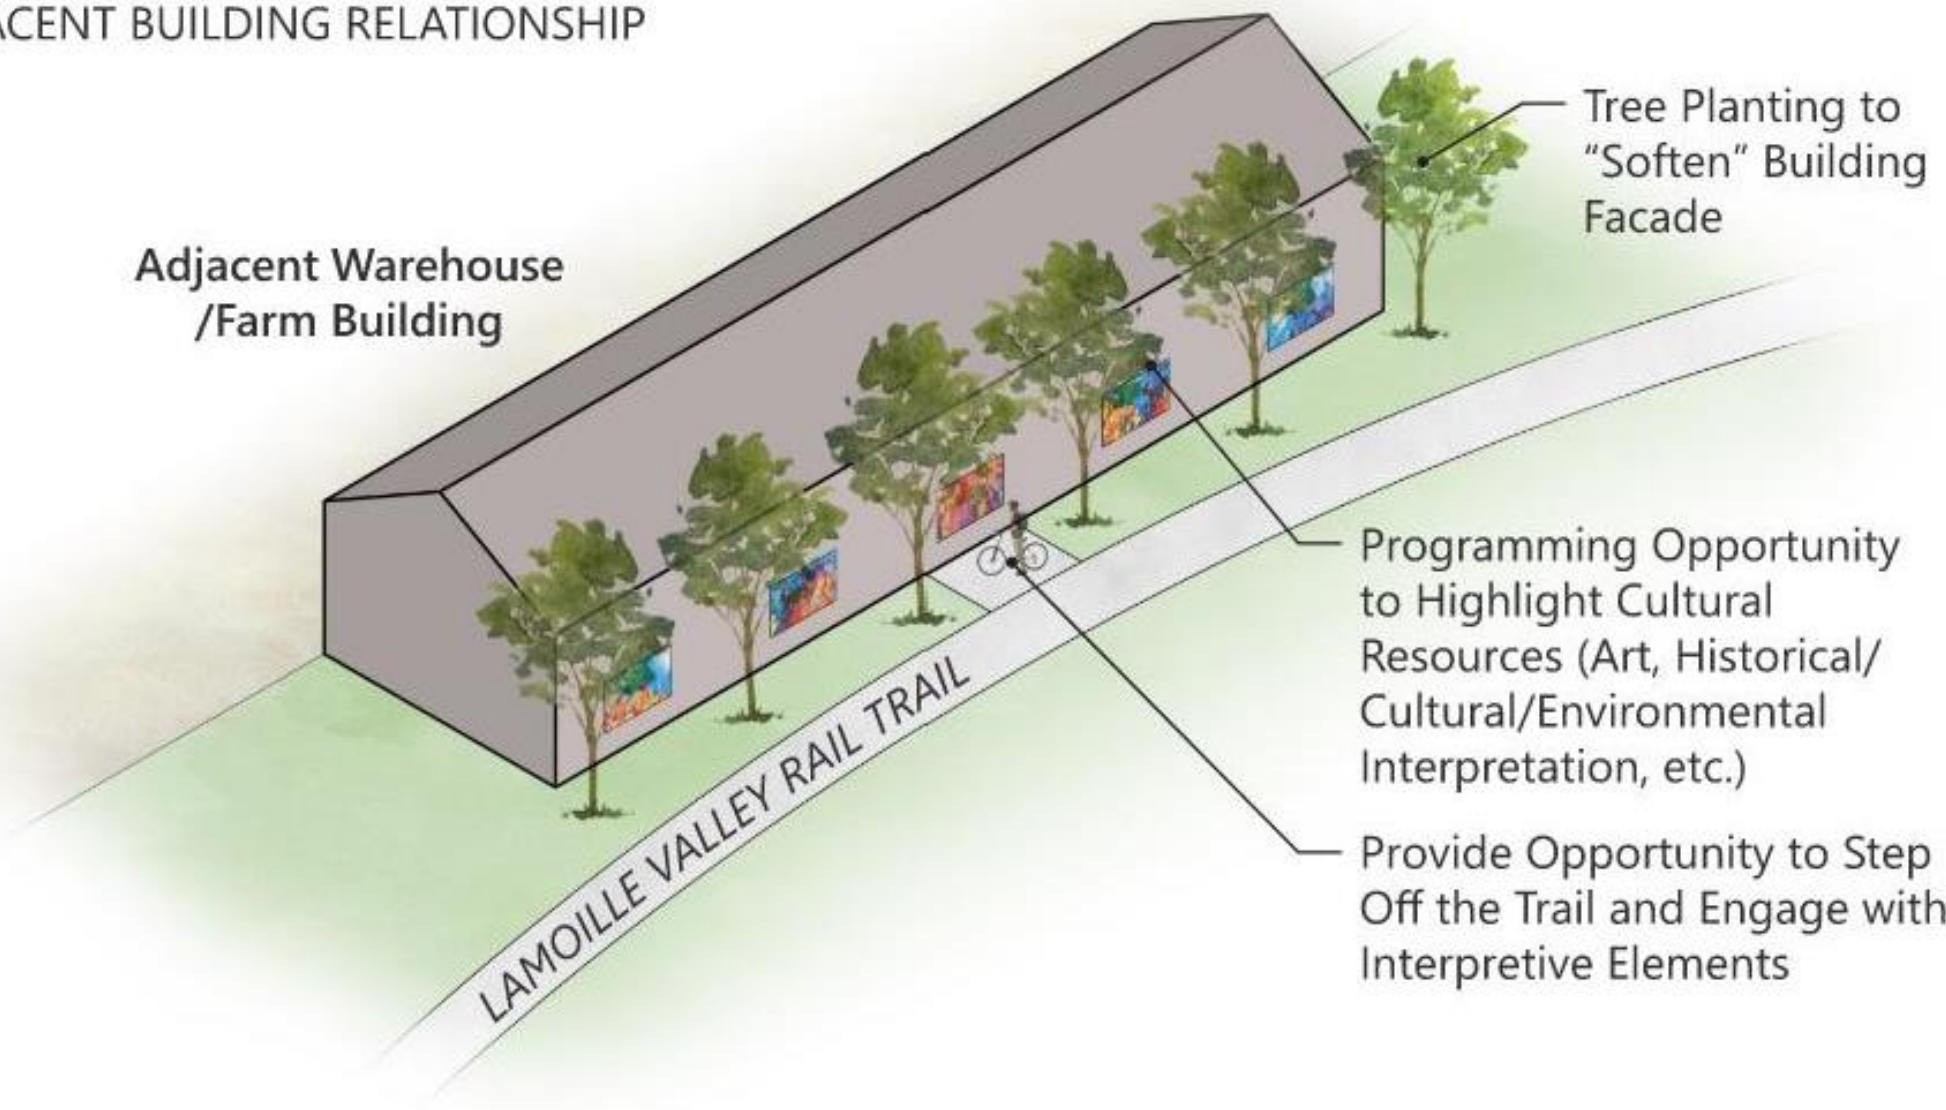 ACENT BUILDING RELATIONSHIP
Tree Planting to
“Soften” Building
Facade
Adjacent Warehouse
/Farm Building
Programming Opportunity
to Highlight Cultural
Resources (Art, Historical/
Cultural/Environmental
Interpretation, etc.)
LAMOILLE VALLEY RAIL TRAIL
Provide Opportunity to Step
Off the Trail and Engage with
Interpretive Elements